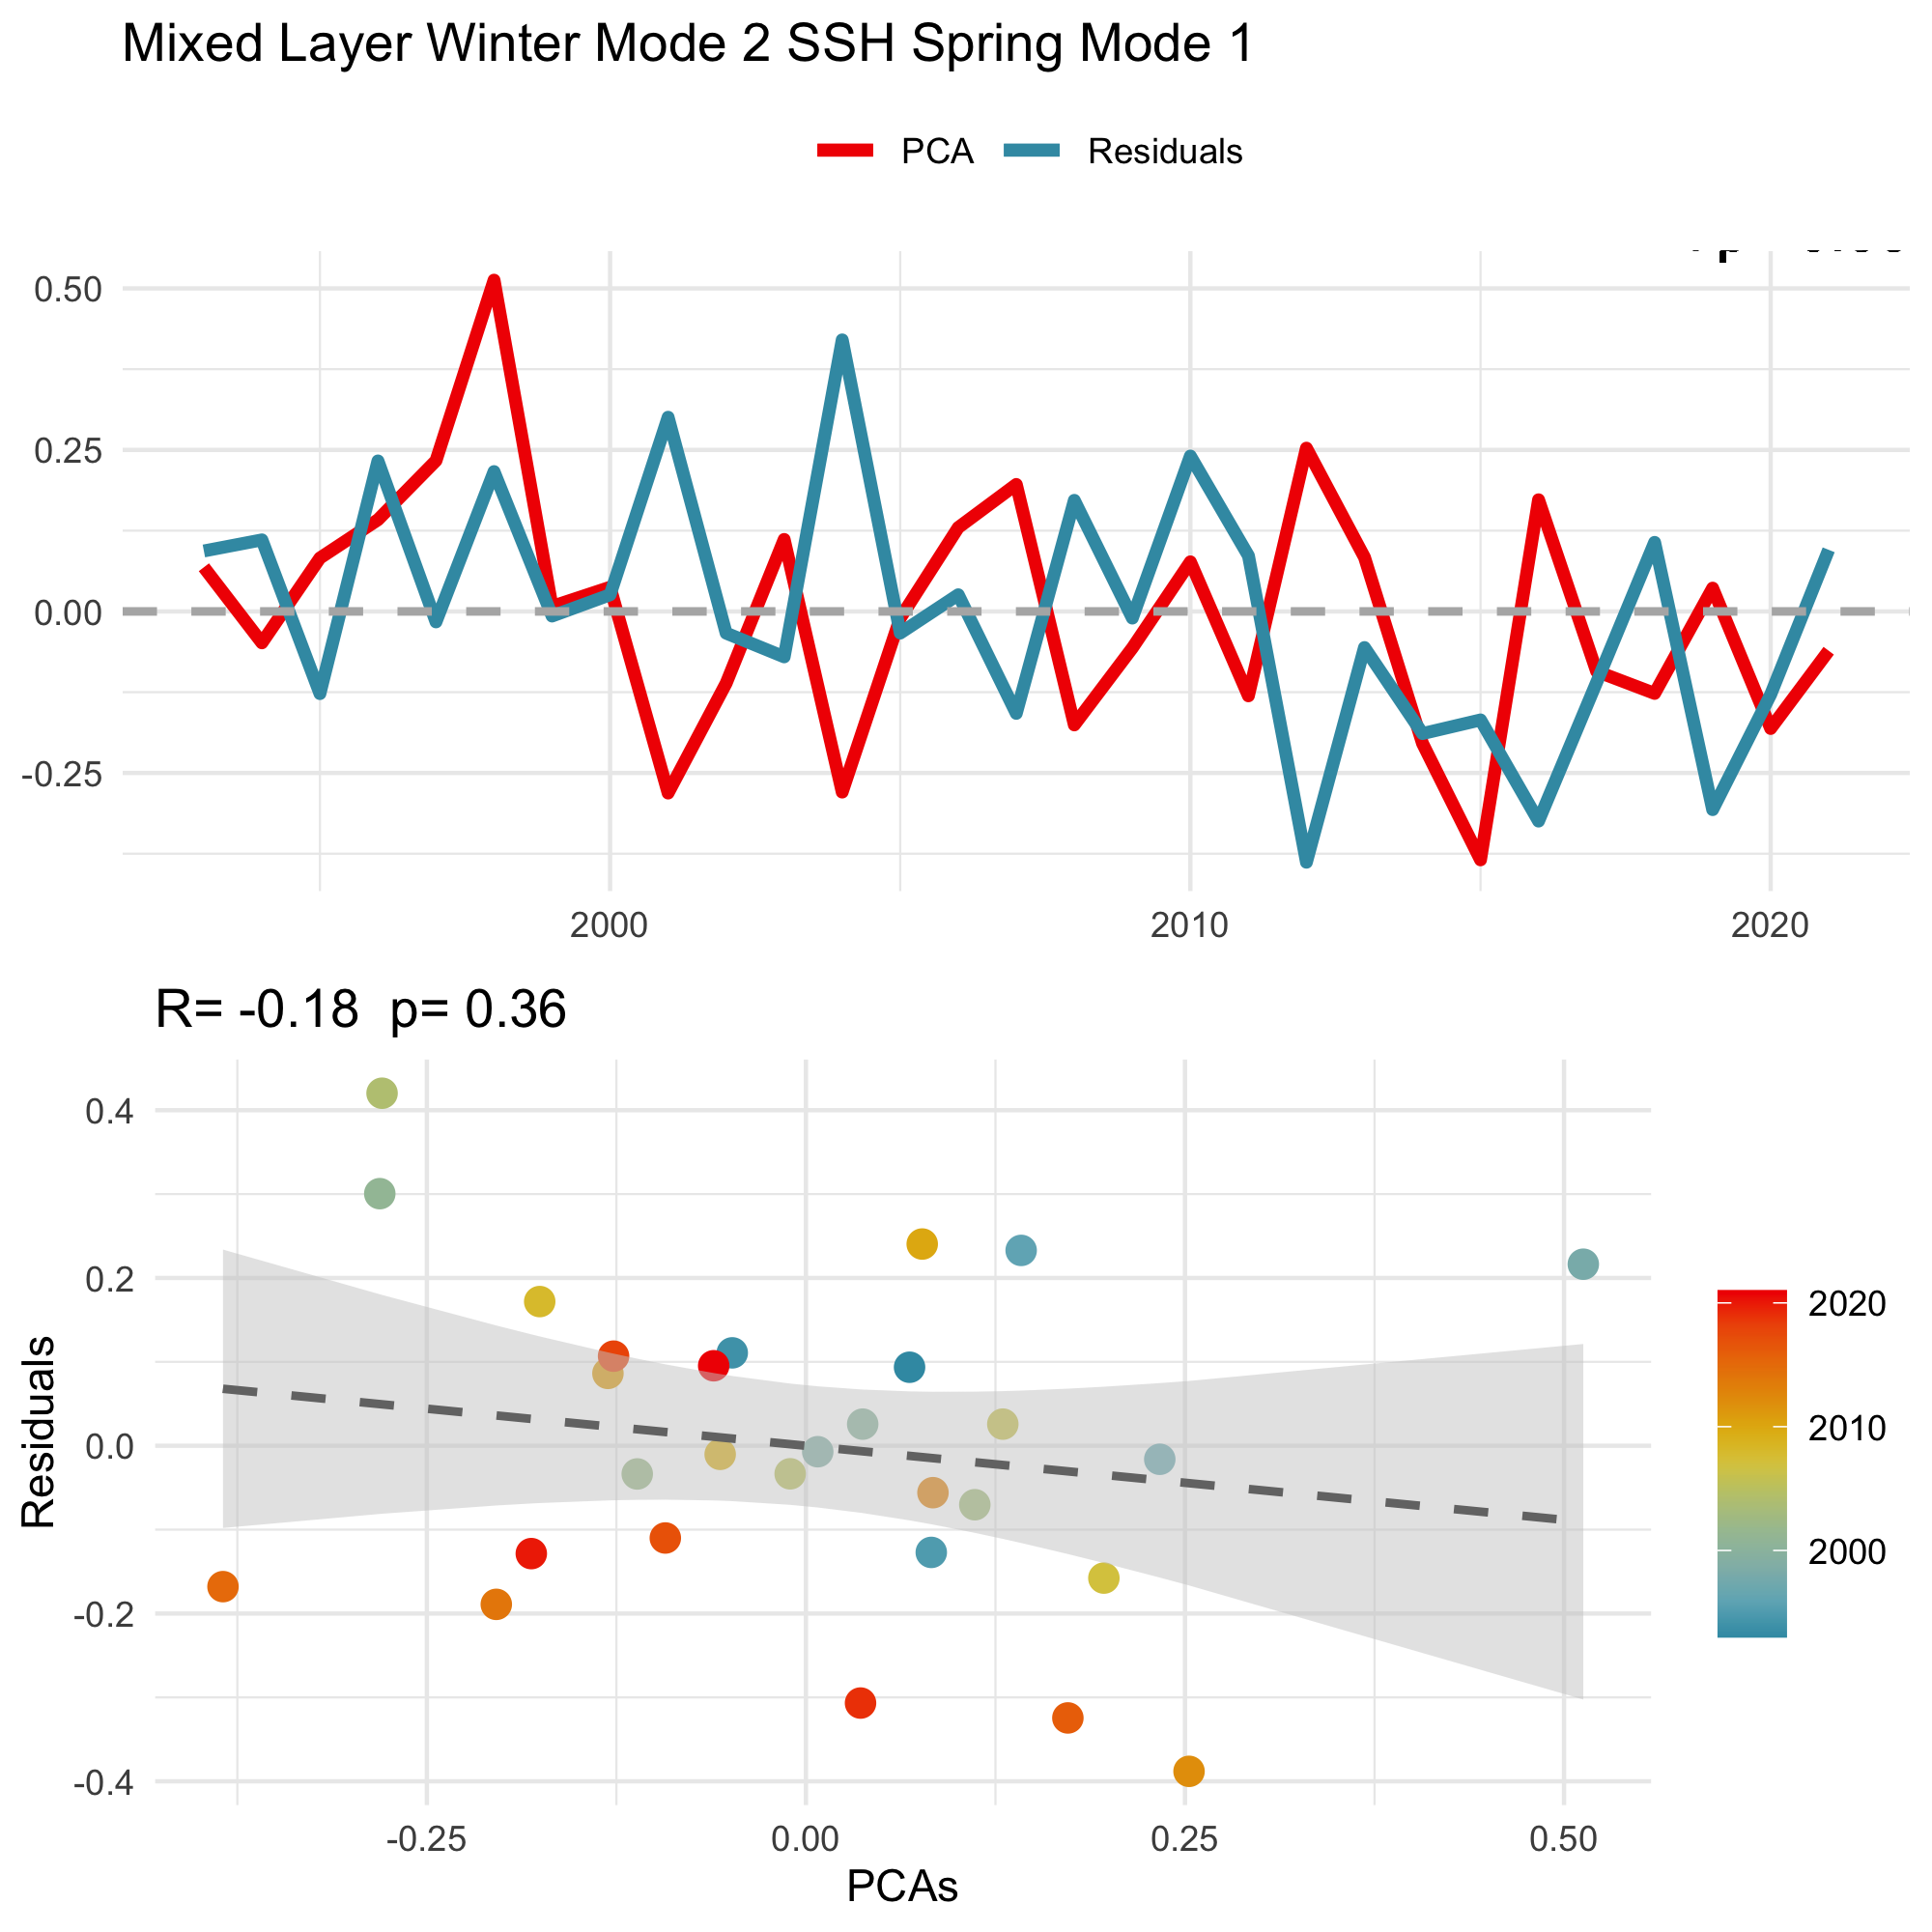 Mixed Layer Winter Mode 2 SSH Spring Mode 1
PCA Residuals
0.50
0.25
0.00
-0.25
2000 2010 2020
R= -0.18 p= 0.36
Residuals
0.4
0.2
0.0
-0.2
-0.4
-0.25 0.00 0.25 0.50
PCAs
2020
2010
2000